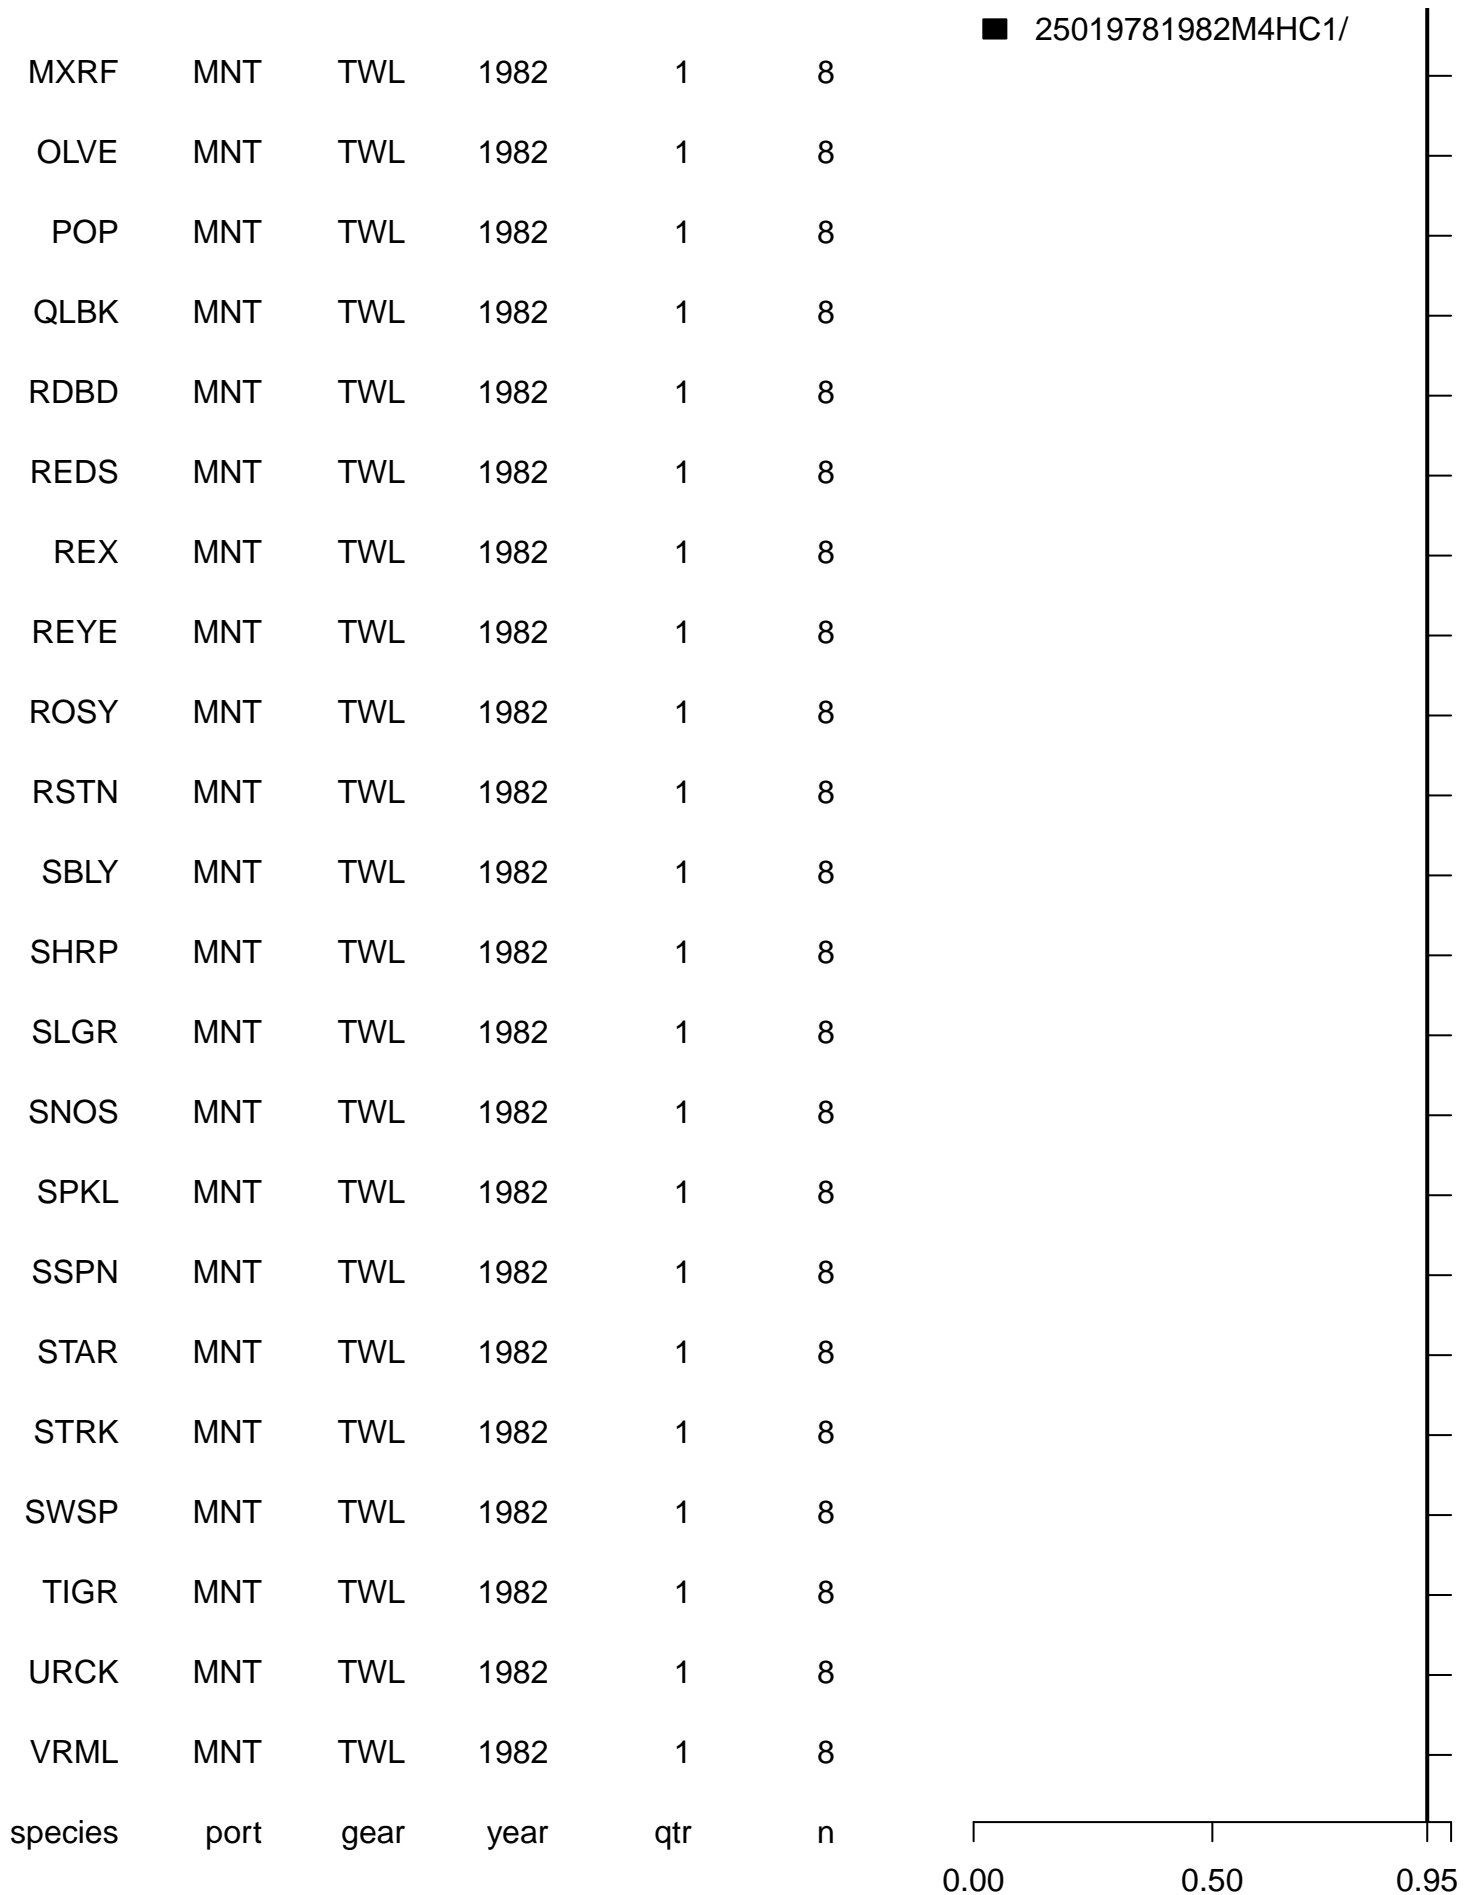 25019781982M4HC1/
MXRF MNT TWL 1982 1 8
OLVE MNT TWL 1982 1 8
POP MNT TWL 1982 1 8
QLBK MNT TWL 1982 1 8
RDBD MNT TWL 1982 1 8
REDS MNT TWL 1982 1 8
REX MNT TWL 1982 1 8
REYE MNT TWL 1982 1 8
ROSY MNT TWL 1982 1 8
RSTN MNT TWL 1982 1 8
SBLY MNT TWL 1982 1 8
SHRP MNT TWL 1982 1 8
SLGR MNT TWL 1982 1 8
SNOS MNT TWL 1982 1 8
SPKL MNT TWL 1982 1 8
SSPN MNT TWL 1982 1 8
STAR MNT TWL 1982 1 8
STRK MNT TWL 1982 1 8
SWSP MNT TWL 1982 1 8
TIGR MNT TWL 1982 1 8
URCK MNT TWL 1982 1 8
VRML MNT TWL 1982 1 8
species port gear year qtr n
0.00 0.50 0.95